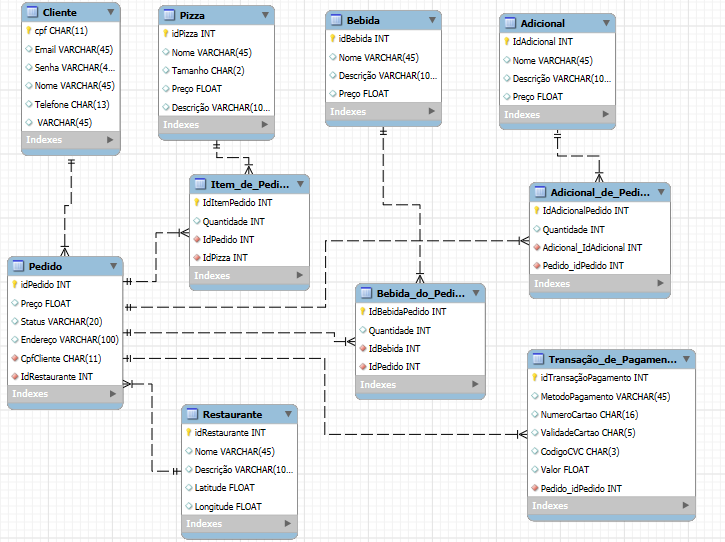 Cliente
cpf CHAR(11)
Email VARCHAR(45)
Senha VARCHAR(4...
Nome VARCHAR(45)
Telefone CHAR(13)
VARCHAR(45)
Indexes
Pizza
idPizza INT
Nome VARCHAR(45)
Tamanho CHAR(2)
Preço FLOAT
Descrição VARCHAR(10...
Indexes
Bebida
idBebida INT
Nome VARCHAR(45)
Descrição VARCHAR(10...
Preço FLOAT
Indexes
Adicional
IdAdicional INT
Nome VARCHAR(45)
Descrição VARCHAR(10...
Preço FLOAT
Indexes
Item_de_Pedi...
IdItemPedido INT
Quantidade INT
IdPedido INT
IdPizza INT
Indexes
Adicional_de_Pedi...
IdAdicionalPedido INT
Quantidade INT
Adicional_IdAdicional INT
Pedido_idPedido INT
Indexes
Pedido
idPedido INT
Preço FLOAT
Status VARCHAR(20)
Endereço VARCHAR(100)
CpfCliente CHAR(11)
IdRestaurante INT
Indexes
Bebida_do_Pedi...
IdBebidaPedido INT
Quantidade INT
IdBebida INT
IdPedido INT
Indexes
Transação_de_Pagamen...
idTransaçãoPagamento INT
MetodoPagamento VARCHAR(45)
NumeroCartao CHAR(16)
ValidadeCartao CHAR(5)
CodigoCVC CHAR(3)
Valor FLOAT
Pedido_idPedido INT
Indexes
Restaurante
idRestaurante INT
Nome VARCHAR(45)
Descrição VARCHAR(10...
Latitude FLOAT
Longitude FLOAT
Indexes